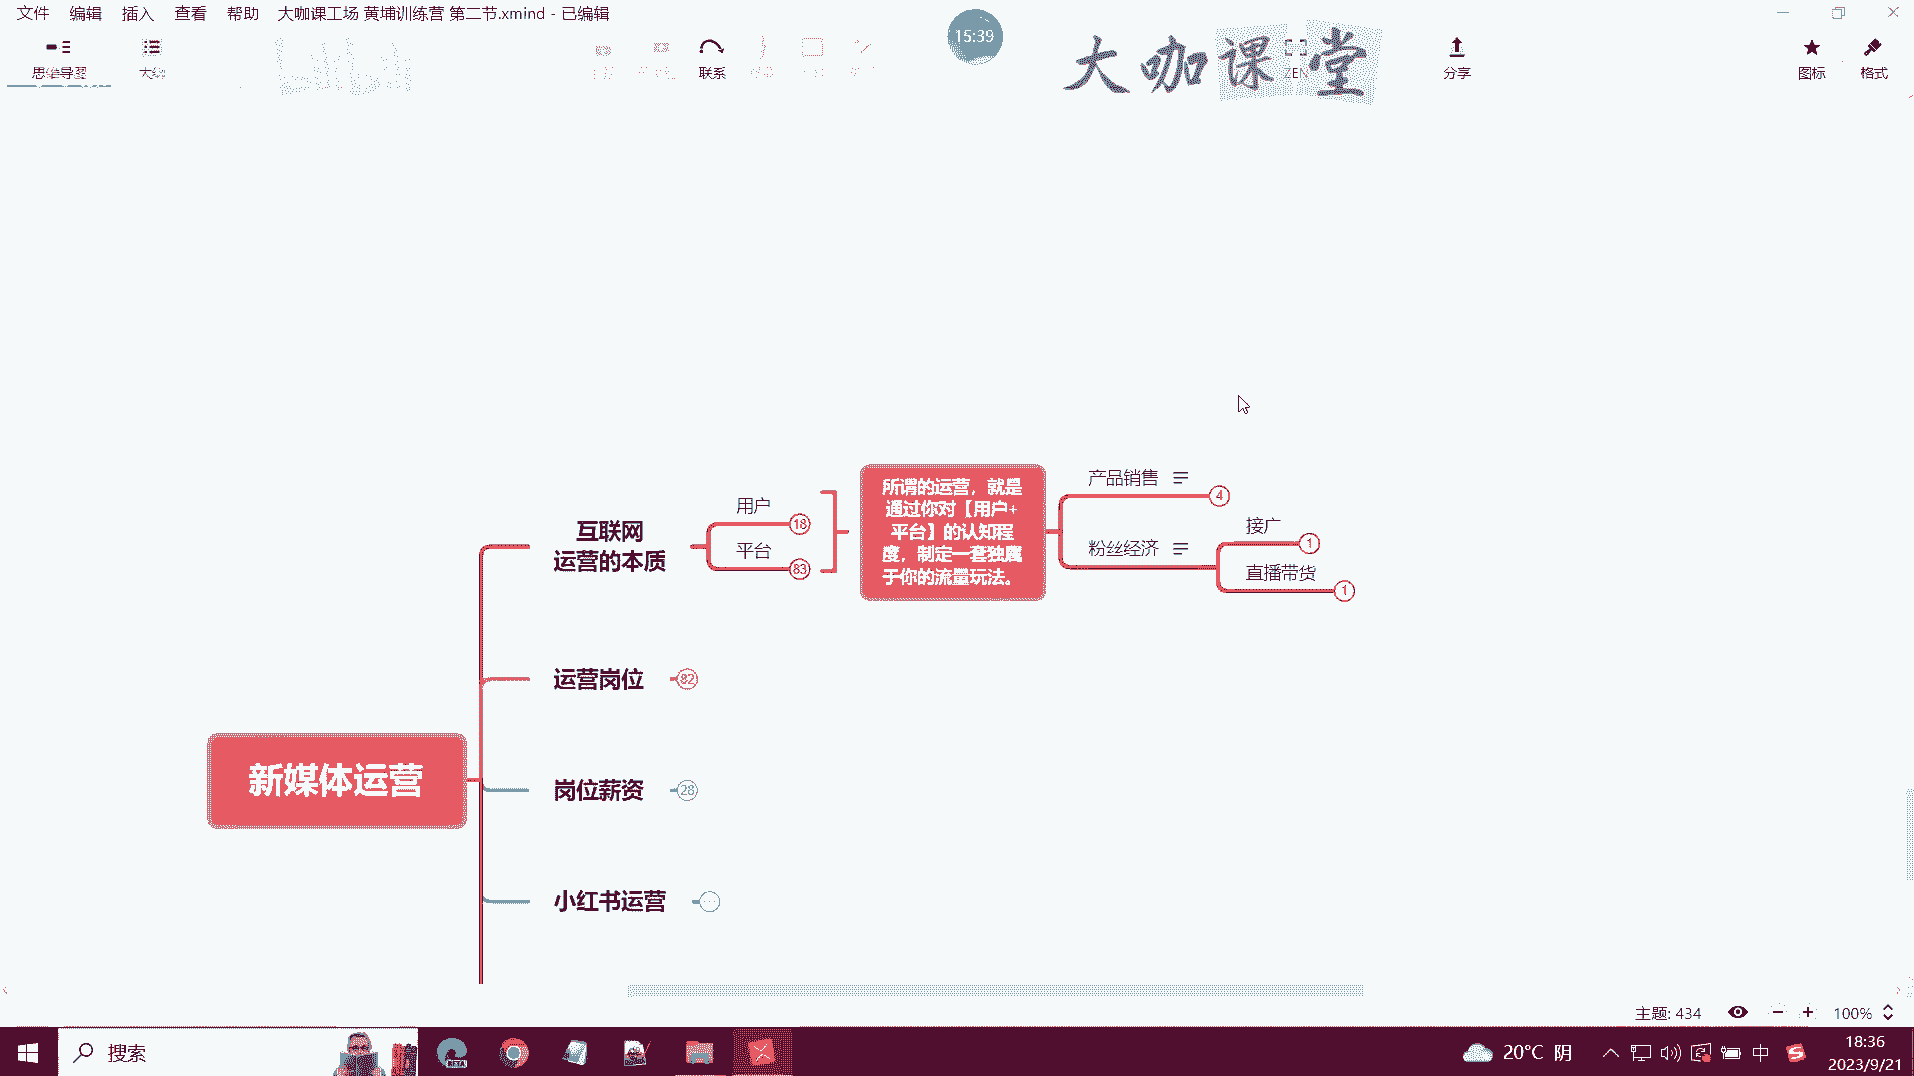 文件 编辑 插入 查看 帮助 大咖课工场 黄埔训练营 第二节.xmind - 已编辑
思维导图
大纲
联系
15:39
大咖课堂
ZEN
分享
图标
格式
互联网
运营的本质
用户
18
平台
83
所谓的运营，就是
通过你对【用户+
平台】的认知程
度，制定一套独属
于你的流量玩法。
产品销售
4
粉丝经济
接广
1
直播带货
1
运营岗位
82
新媒体运营
岗位薪资
28
小红书运营
主题: 434
100%
搜索
BETA
20°C 阴
中
18:36
2023/9/21